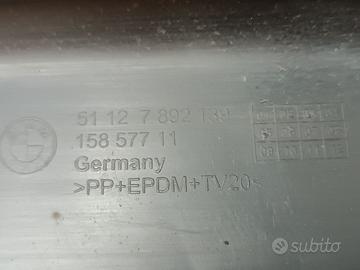 51 12 7 892 139
158 577 11
Germany
>PP+EPDM+TV20<
subito